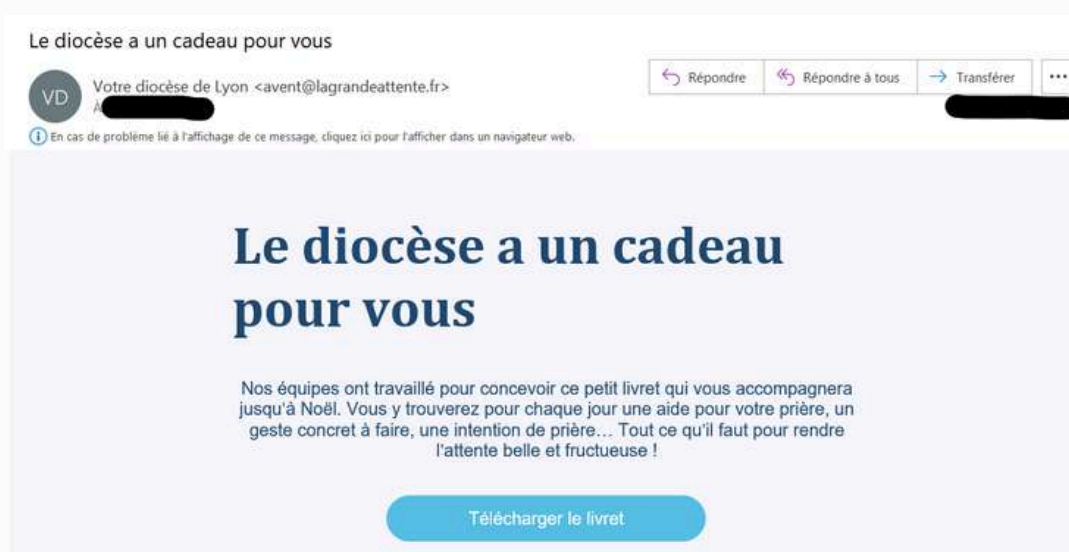 Le diocèse a un cadeau pour vous
VD
Votre diocèse de Lyon <avent@lagrandeattente.fr>
À
Répondre
Répondre à tous
Transférer
En cas de problème lié à l'affichage de ce message, cliquez ici pour l'afficher dans un navigateur web.
Le diocèse a un cadeau
pour vous
Nos équipes ont travaillé pour concevoir ce petit livret qui vous accompagnera
jusqu'à Noël. Vous y trouverez pour chaque jour une aide pour votre prière, un
geste concret à faire, une intention de prière… Tout ce qu'il faut pour rendre
l'attente belle et fructueuse !
Télécharger le livret